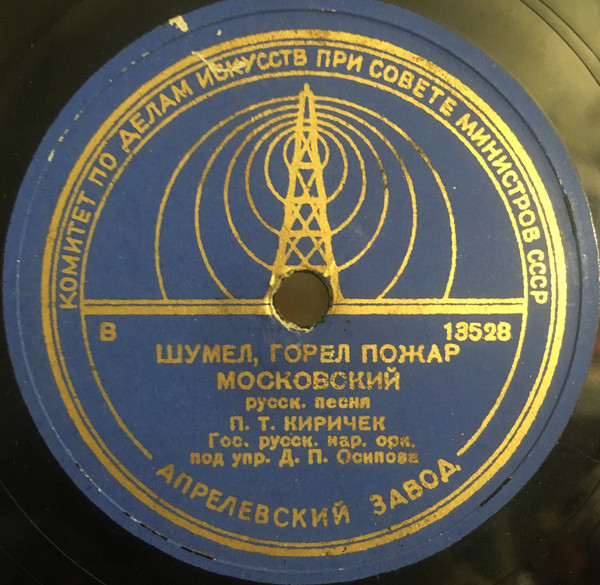 КОМИТЕТ ПО ДЕЛАМ ИСКУССТВ ПРИ СОВЕТЕ МИНИСТРОВ СССР
В 13528
ШУМЕЛ, ГОРЕЛ ПОЖАР
МОСКОВСКИЙ
русск. песня
П. Т. КИРИЧЕК
Гос. русск. нар. орк.
под упр. Д. П. Осипова
АПРЕЛЕВСКИЙ ЗАВОД